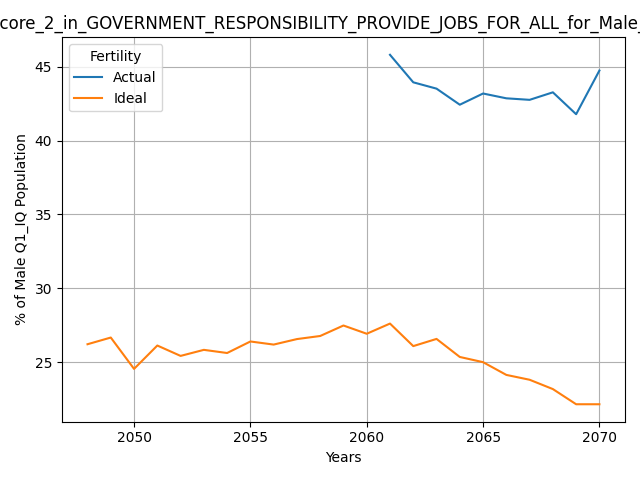 core_2_in_GOVERNMENT_RESPONSIBILITY_PROVIDE_JOBS_FOR_ALL_for_Male_
Fertility
Actual
Ideal
45
40
35
30
25
% of Male Q1_IQ Population
2050
2055
2060
2065
2070
Years